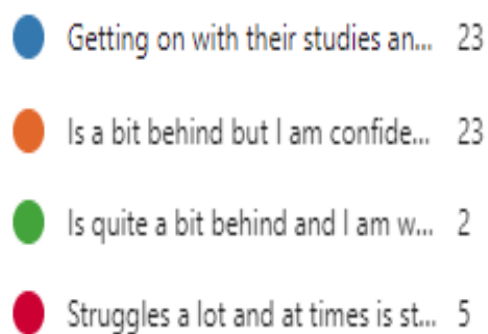 Getting on with their studies an... 23
Is a bit behind but I am confide... 23
Is quite a bit behind and I am w... 2
Struggles a lot and at times is st... 5